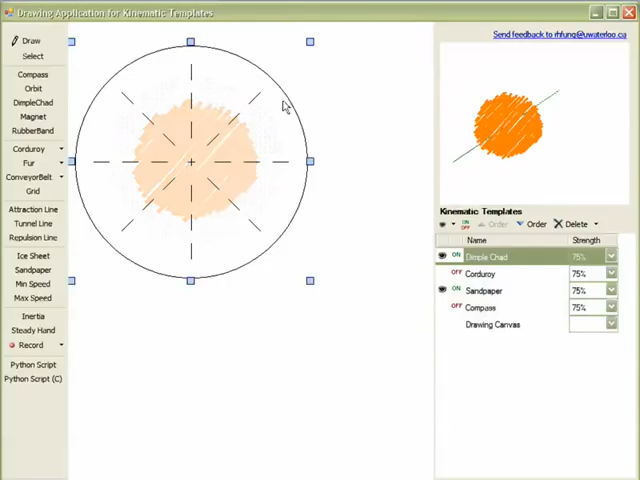 Drawing Application for Kinematic Templates
Send feedback to rhfung@uwaterloo.ca
Draw
Select
Compass
Orbit
DimpleChad
Magnet
RubberBand
Corduroy
Fur
ConveyorBelt
Grid
Attraction Line
Tunnel Line
Repulsion Line
Ice Sheet
Sandpaper
Min Speed
Max Speed
Inertia
Steady Hand
Record
Python Script
Python Script (C)
Kinematic Templates
ON OFF Order Order Delete
Name Strength
ON Dimple Chad 75%
OFF Corduroy 75%
ON Sandpaper 75%
OFF Compass 75%
Drawing Canvas